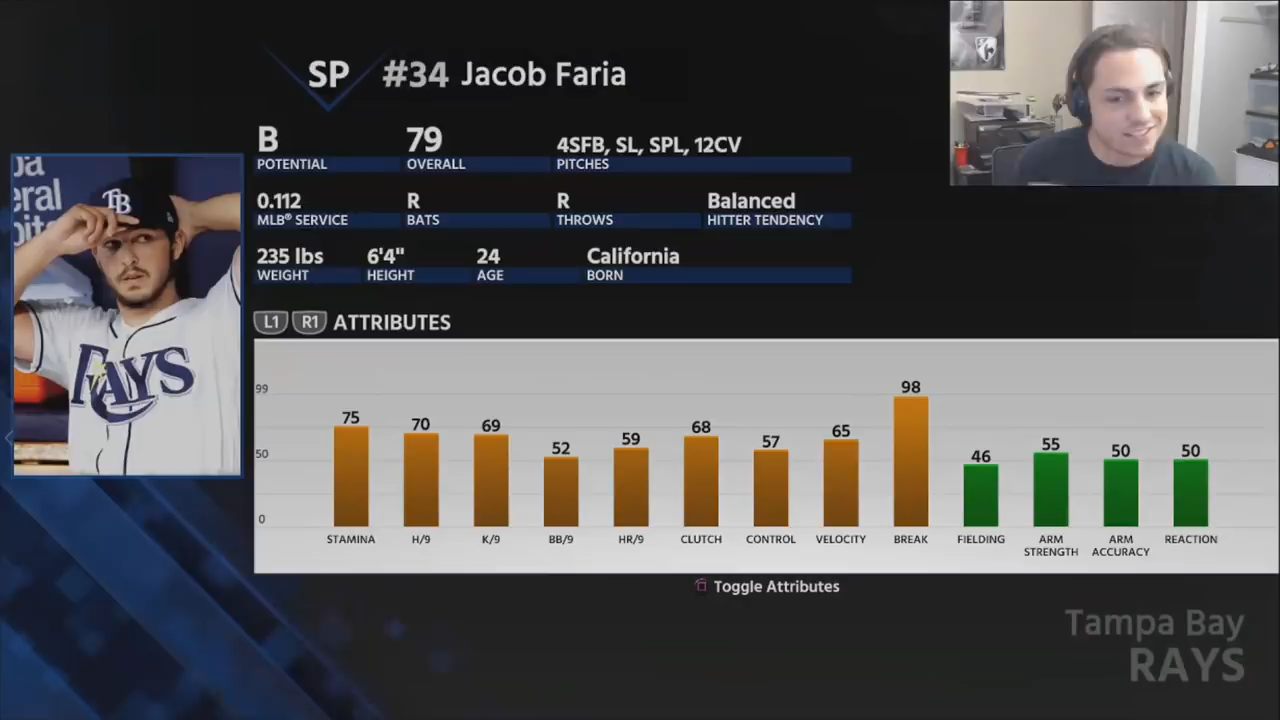 SP #34 Jacob Faria
B 79 4SFB, SL, SPL, 12CV
POTENTIAL OVERALL PITCHES
0.112 R R Balanced
MLB® SERVICE BATS THROWS HITTER TENDENCY
235 lbs 6'4" 24 California
WEIGHT HEIGHT AGE BORN
TB
RAYS
L1 R1 ATTRIBUTES
99
50
0
75 70 69 52 59 68 57 65 98 46 55 50 50
STAMINA H/9 K/9 BB/9 HR/9 CLUTCH CONTROL VELOCITY BREAK FIELDING ARM STRENGTH ARM ACCURACY REACTION
Toggle Attributes
Tampa Bay
RAYS